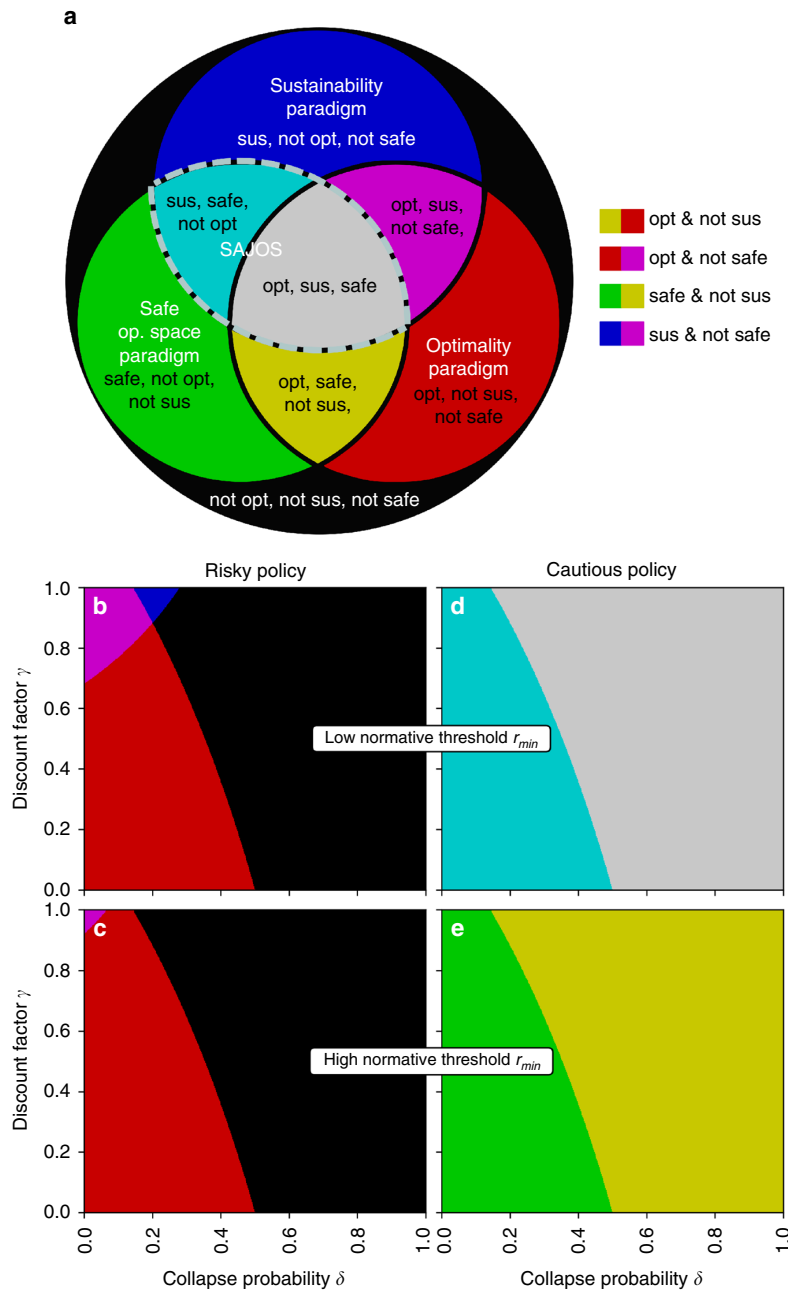 a
Sustainability
paradigm
sus, not opt, not safe
sus, safe,
not opt
opt, sus,
not safe,
SAJOS
opt, sus, safe
Safe
op. space
paradigm
safe, not opt,
not sus
Optimality
paradigm
opt, not sus,
not safe
opt, safe,
not sus,
not opt, not sus, not safe
opt & not sus
opt & not safe
safe & not sus
sus & not safe
Risky policy
Cautious policy
b
d
1.0
0.8
0.6
0.4
0.2
0.0
Discount factor γ
Low normative threshold r_min
c
e
1.0
0.8
0.6
0.4
0.2
0.0
Discount factor γ
High normative threshold r_min
0.0
0.2
0.4
0.6
0.8
1.0
0.0
0.2
0.4
0.6
0.8
1.0
Collapse probability δ
Collapse probability δ